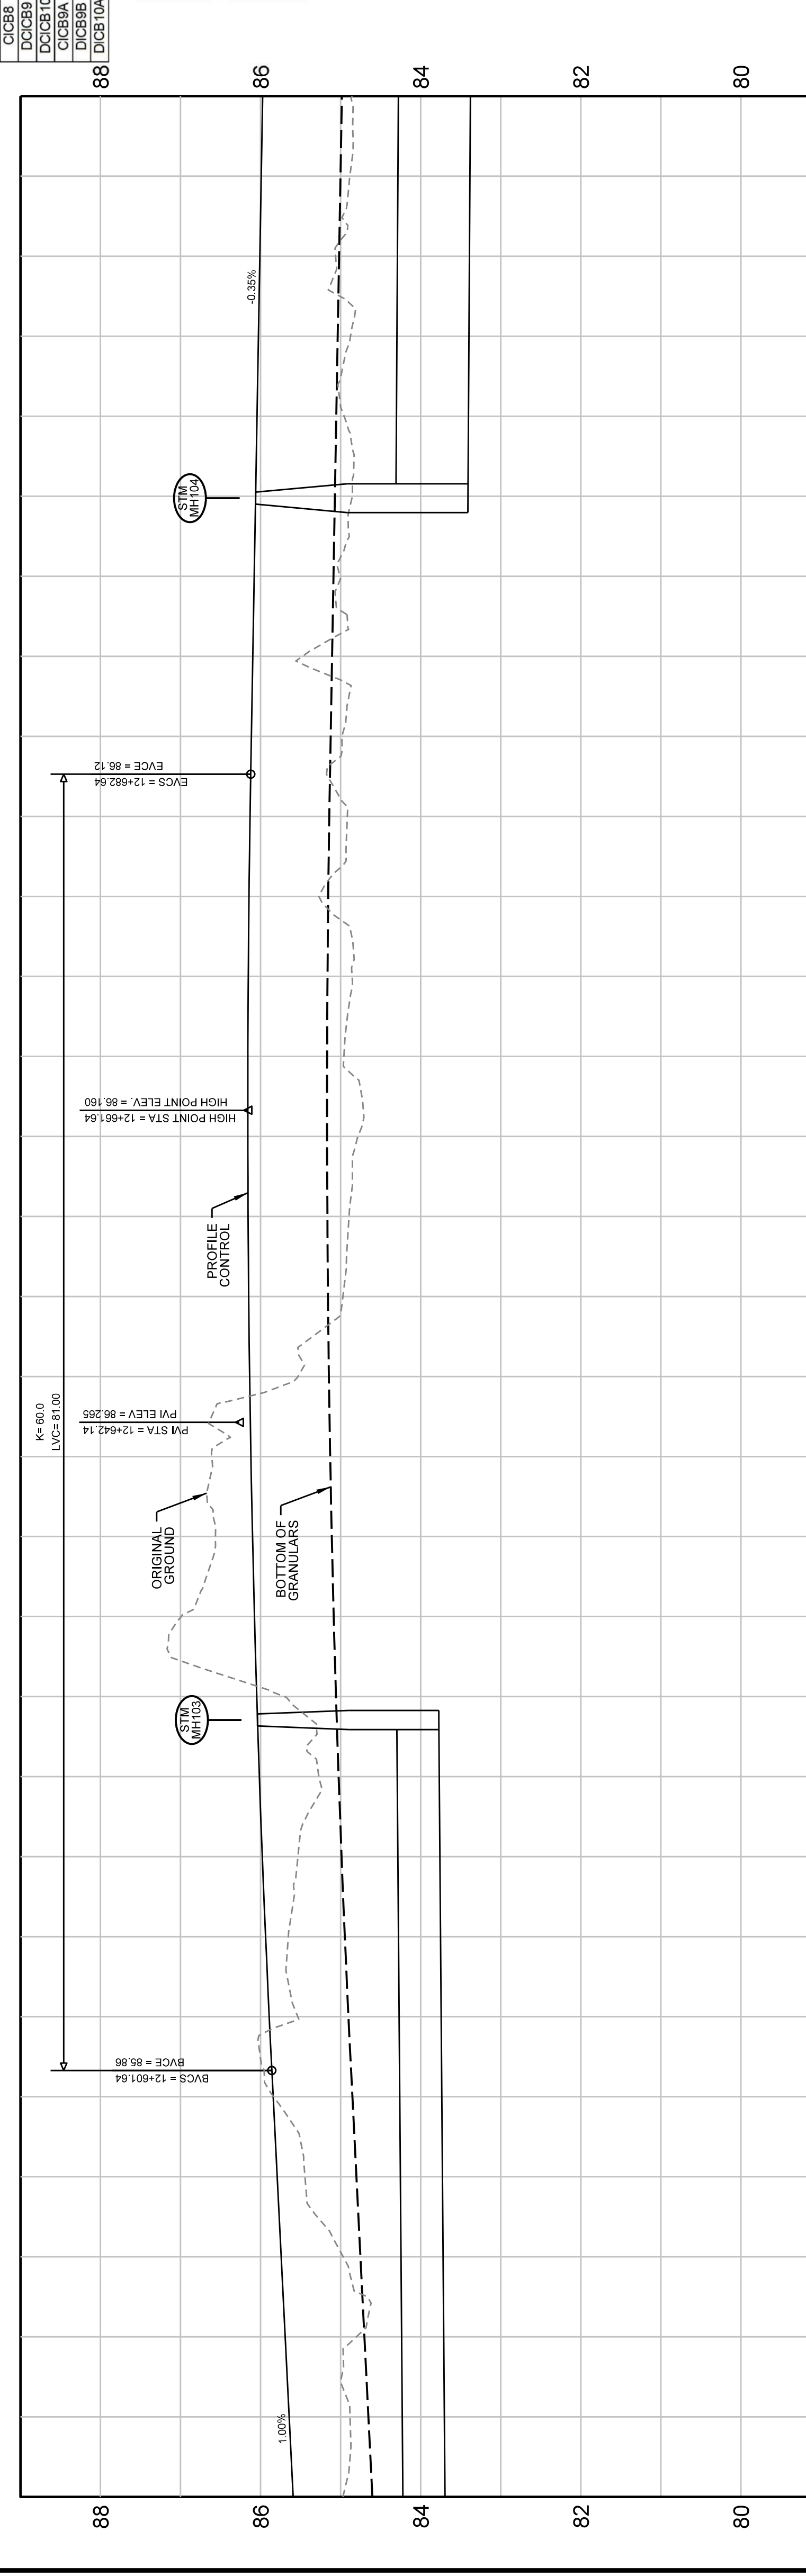 CICB8
DCICB9
DCICB10
CICB9A
DICB9B
DICB10A
88
86
84
82
80
88
86
84
82
80
K= 60.0
LVC= 81.00
BVCS = 12+601.64
BVCE = 85.86
PVI STA = 12+642.14
PVI ELEV = 86.265
HIGH POINT STA = 12+661.64
HIGH POINT ELEV. = 86.160
EVCS = 12+682.64
EVCE = 86.12
STM
MH103
STM
MH104
ORIGINAL
GROUND
PROFILE
CONTROL
BOTTOM OF
GRANULARS
1.00%
-0.35%